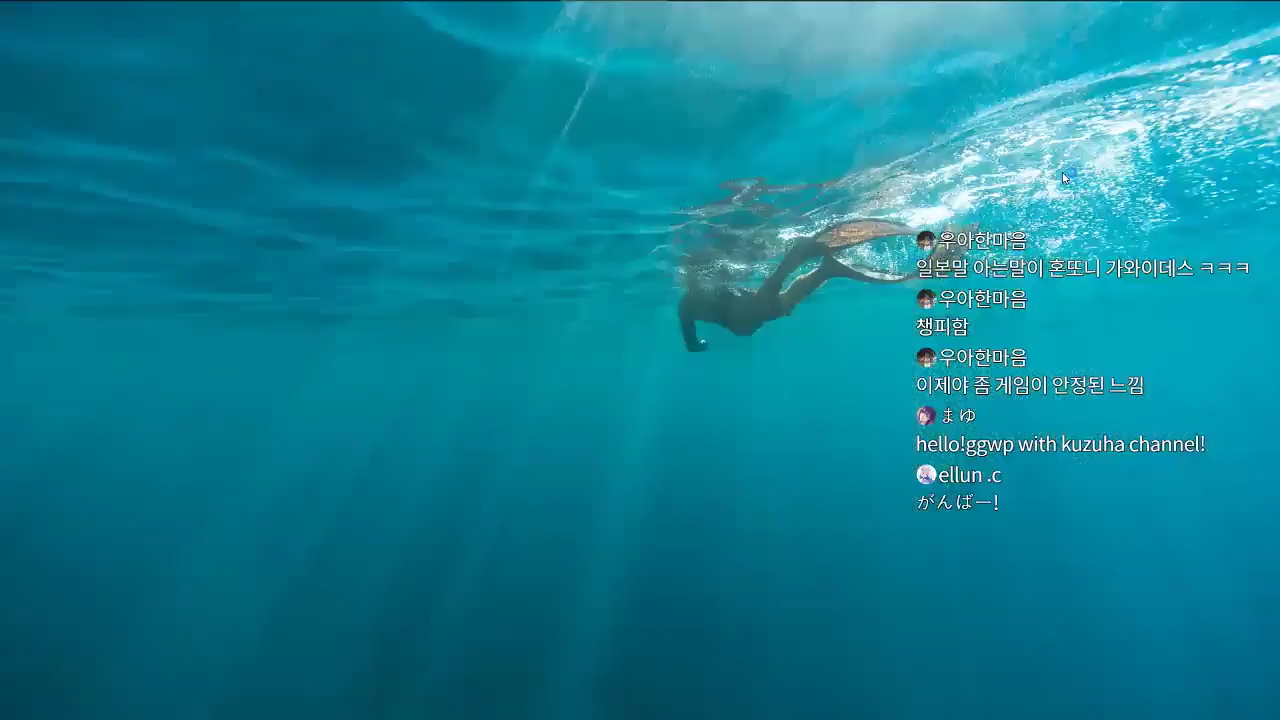 우아한마음
일본말 아는말이 혼또니 가와이데스 ㅋㅋㅋ
우아한마음
챙피함
우아한마음
이제야 좀 게임이 안정된 느낌
まゆ
hello!ggwp with kuzuha channel!
ellun .c
がんばー!